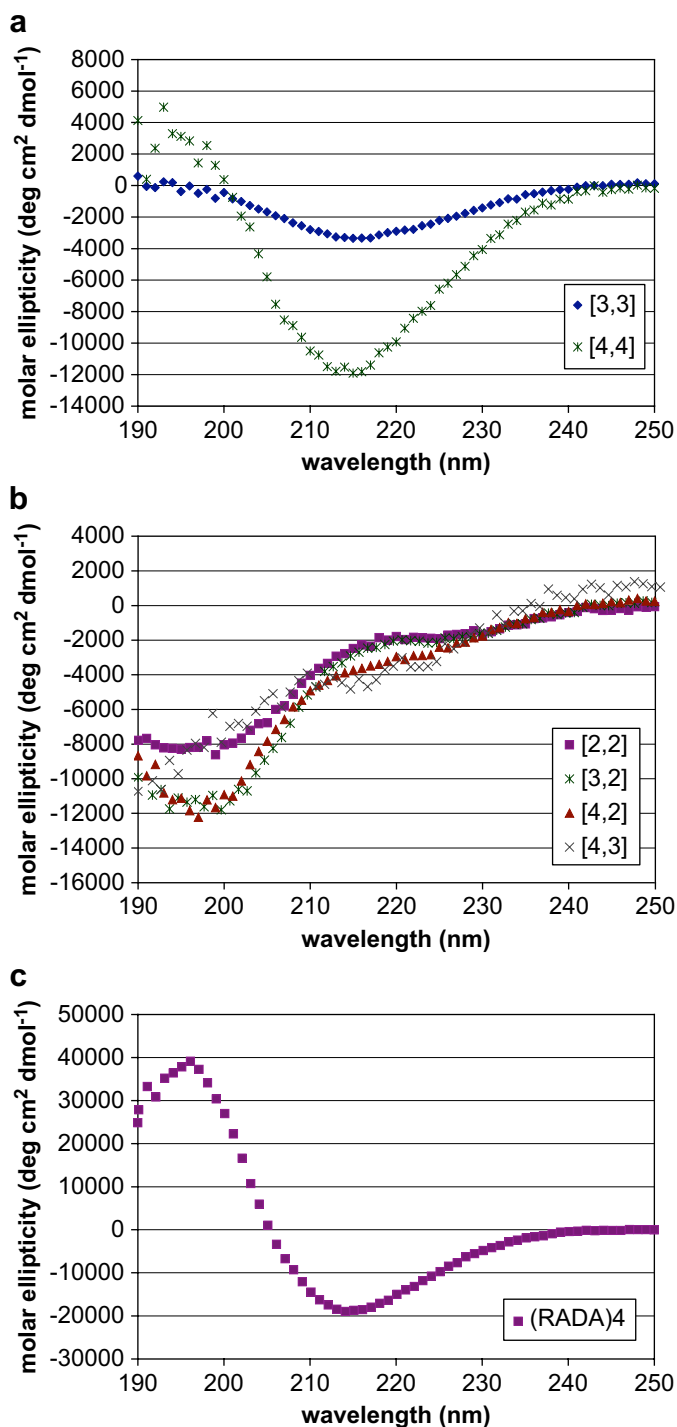 a
molar ellipticity (deg cm² dmol⁻¹)
8000
6000
4000
2000
0
-2000
-4000
-6000
-8000
-10000
-12000
-14000
190 200 210 220 230 240 250
wavelength (nm)
[3,3]
[4,4]
b
molar ellipticity (deg cm² dmol⁻¹)
4000
2000
0
-2000
-4000
-6000
-8000
-10000
-12000
-14000
-16000
190 200 210 220 230 240 250
wavelength (nm)
[2,2]
[3,2]
[4,2]
[4,3]
c
molar ellipticity (deg cm² dmol⁻¹)
50000
40000
30000
20000
10000
0
-10000
-20000
-30000
190 200 210 220 230 240 250
wavelength (nm)
(RADA)4